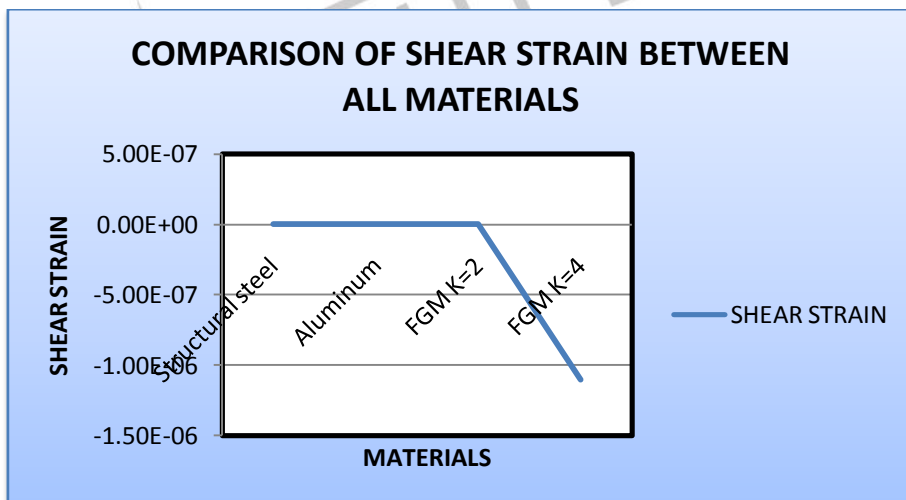 COMPARISON OF SHEAR STRAIN BETWEEN
ALL MATERIALS
5.00E-07
0.00E+00
-5.00E-07
-1.00E-06
-1.50E-06
SHEAR STRAIN
Structural steel
Aluminum
FGM K=2
FGM K=4
MATERIALS
SHEAR STRAIN